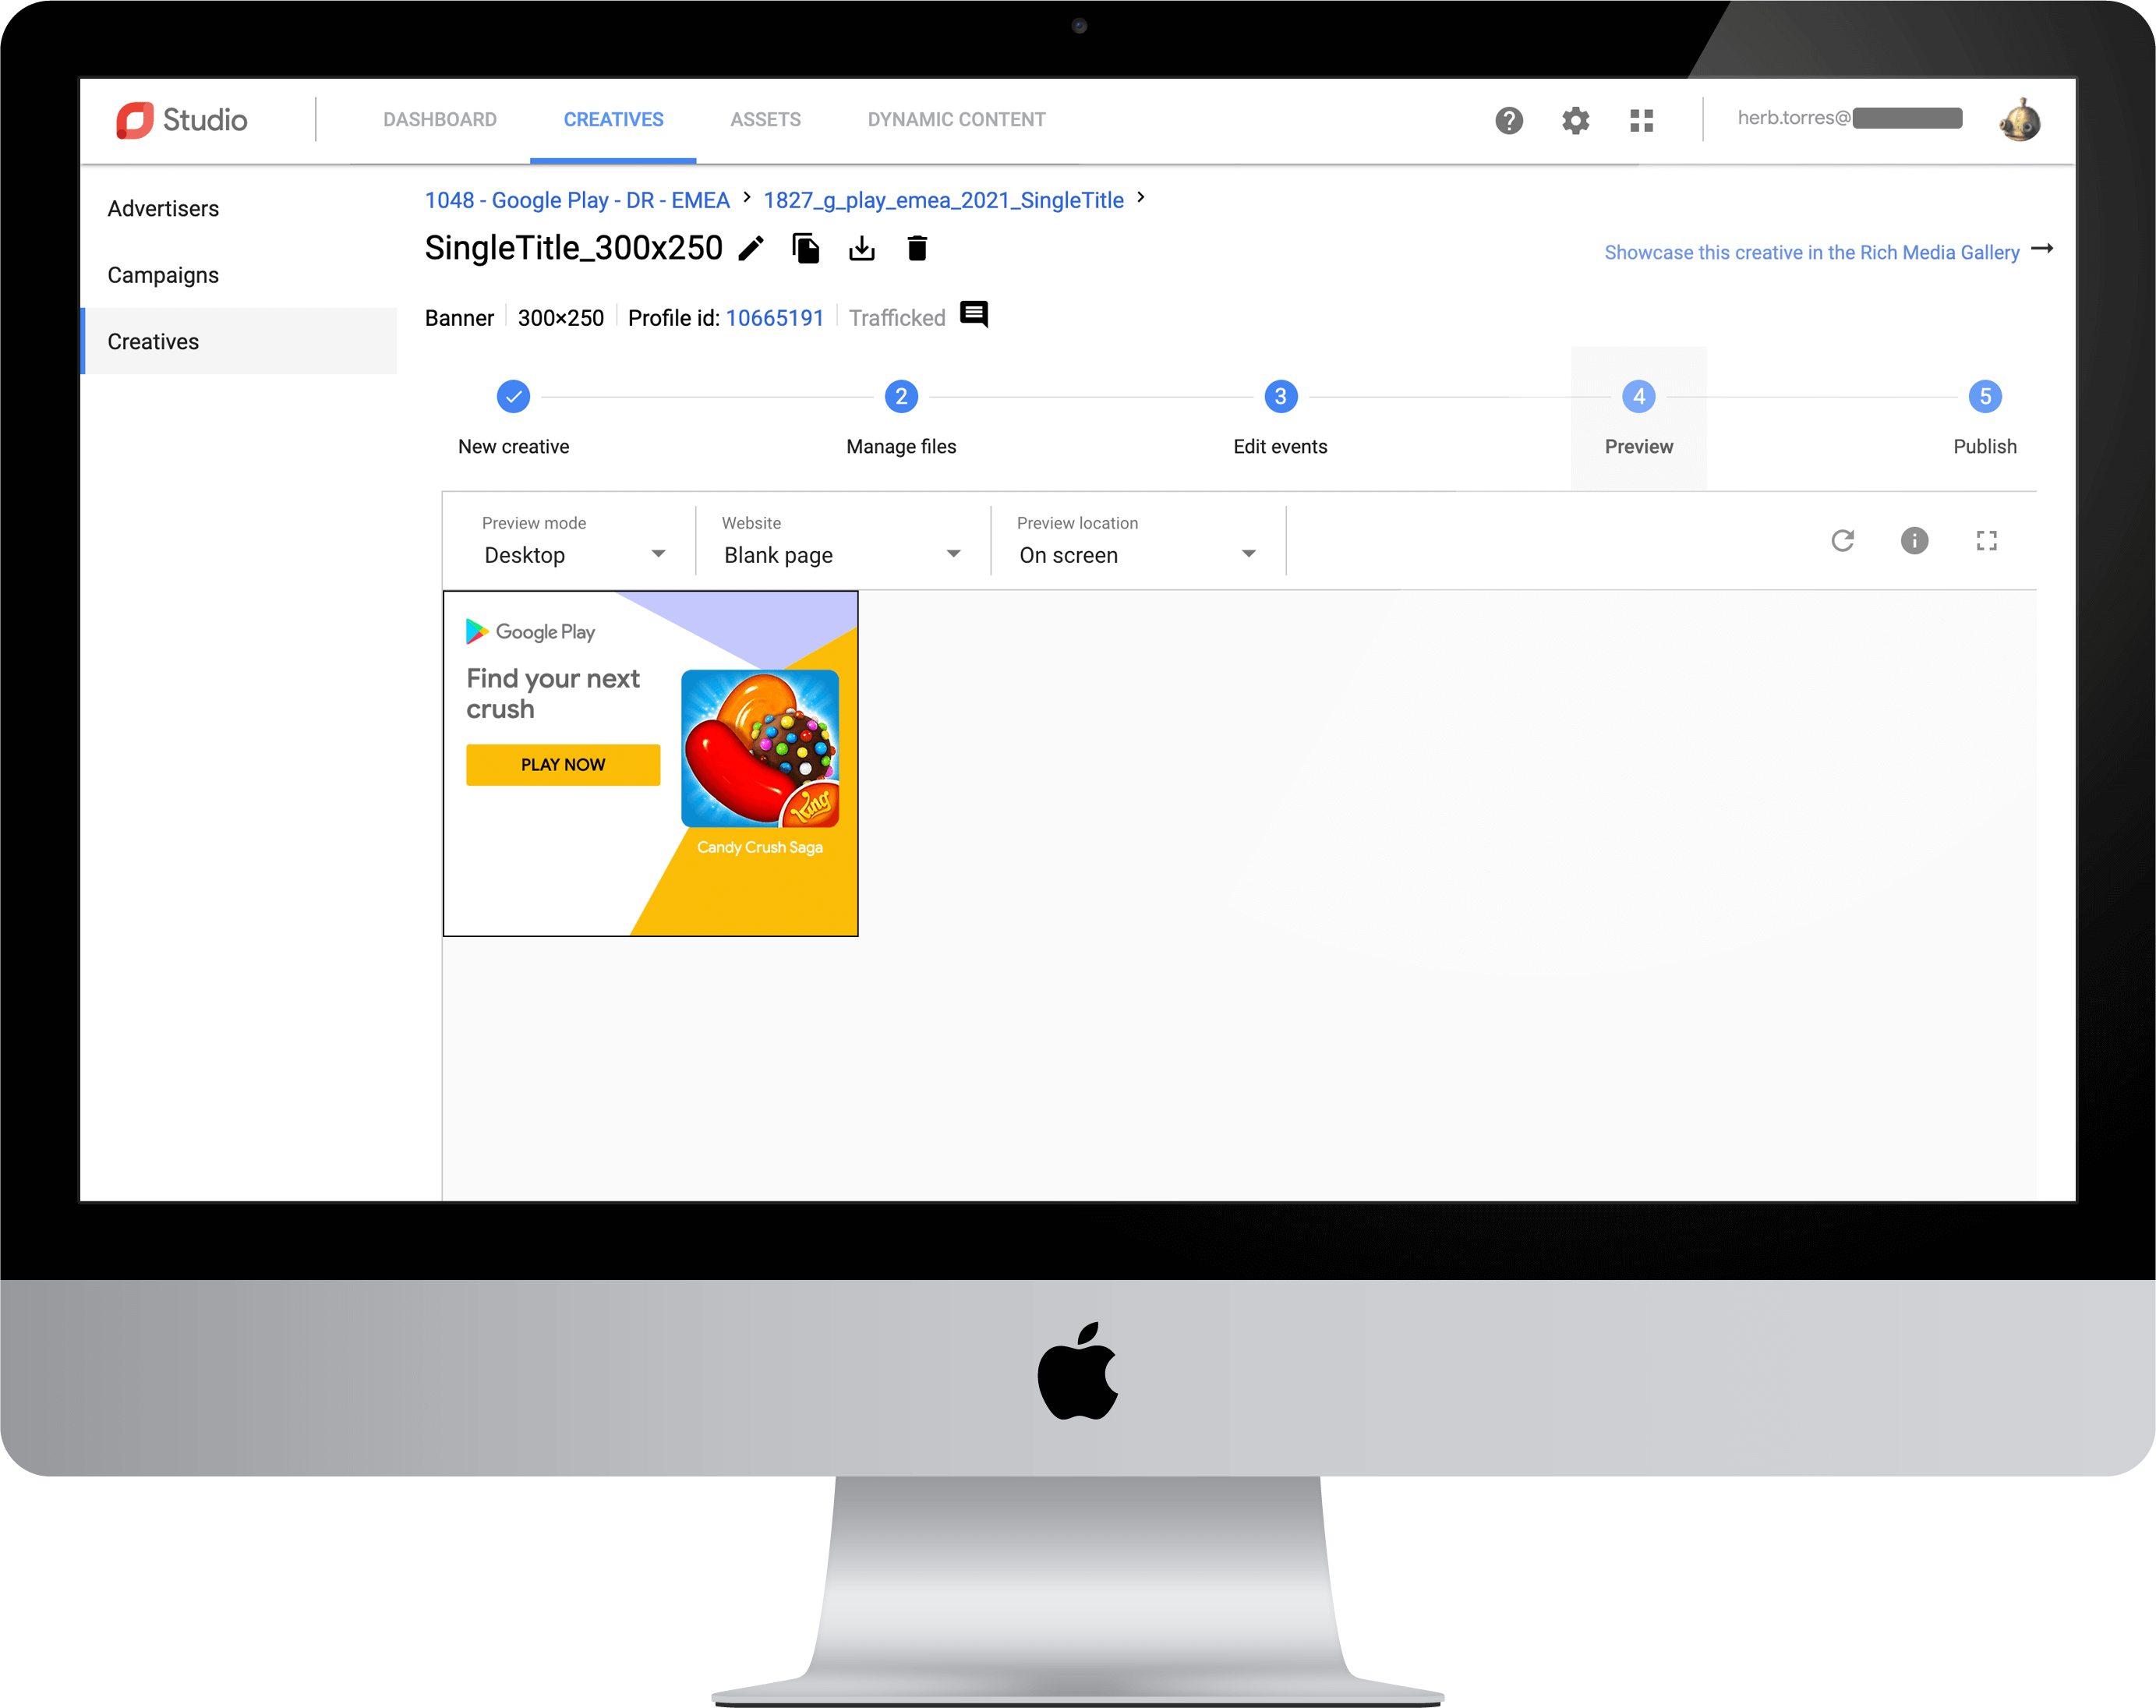 Studio
DASHBOARD
CREATIVES
ASSETS
DYNAMIC CONTENT
herb.torres@
Advertisers
Campaigns
Creatives
1048 - Google Play - DR - EMEA > 1827_g_play_emea_2021_SingleTitle >
SingleTitle_300x250
Showcase this creative in the Rich Media Gallery
Banner
300×250
Profile id: 10665191
Trafficked
2
3
4
5
New creative
Manage files
Edit events
Preview
Publish
Preview mode
Desktop
Website
Blank page
Preview location
On screen
Google Play
Find your next
crush
PLAY NOW
King
Candy Crush Saga